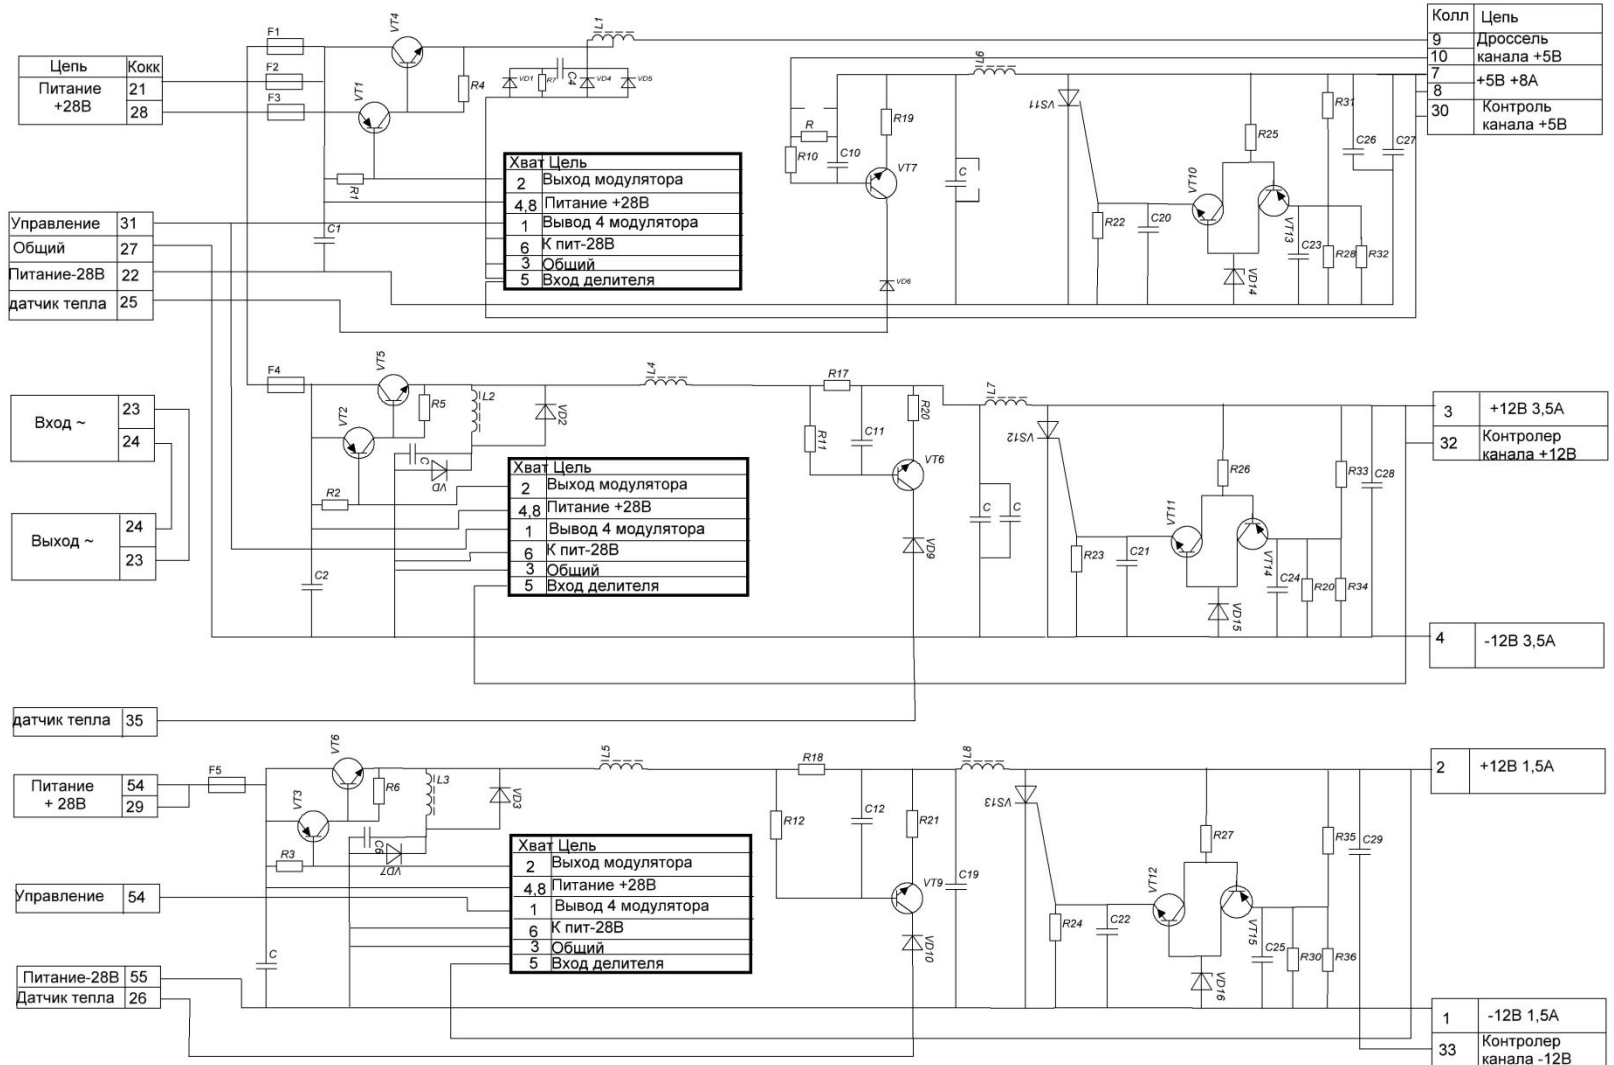 F1
VT4
L1
Колл Цепь
9 Дроссель
10 канала +5В
7
+5В +8А
8
30 Контроль
канала +5В
Цепь Кокк
Питание 21
+28В 28
F2
F3
VT1
R4
VD1
R7
C4
VD4
VD5
L6
VS11
R31
R19
R
R10
C10
VT7
C
R25
C26
C27
VT10
VT13
R22
C20
C23
R28
R32
VD14
VD6
R1
C1
Хват Цель
2 Выход модулятора
4,8 Питание +28В
1 Вывод 4 модулятора
6 К пит-28В
3 Общий
5 Вход делителя
Управление 31
Общий 27
Питание-28В 22
датчик тепла 25
F4
VT5
VT2
R5
L2
VD2
C
VD
R2
C2
L4
R17
R11
C11
R20
VT6
VD9
L7
VS12
C
C
R26
R33
C28
VT11
VT14
R23
C21
C24
R20
R34
VD15
3 +12В 3,5А
32 Контролер
канала +12В
Вход ~ 23
24
Выход ~ 24
23
Хват Цель
2 Выход модулятора
4,8 Питание +28В
1 Вывод 4 модулятора
6 К пит-28В
3 Общий
5 Вход делителя
4 -12В 3,5А
датчик тепла 35
Питание 54
+ 28В 29
F5
VT6
VT3
R6
L3
VD3
C6
VD7
R3
C
L5
R18
R12
C12
R21
VT9
VD10
L8
C19
VS13
R27
R35
C29
VT12
VT15
R24
C22
C25
R30
R36
VD16
2 +12В 1,5А
Хват Цель
2 Выход модулятора
4,8 Питание +28В
1 Вывод 4 модулятора
6 К пит-28В
3 Общий
5 Вход делителя
Управление 54
Питание-28В 55
Датчик тепла 26
1 -12В 1,5А
33 Контролер
канала -12В